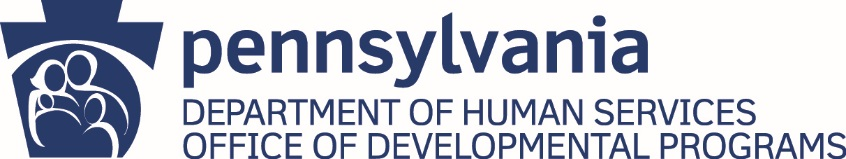 pennsylvania
DEPARTMENT OF HUMAN SERVICES
OFFICE OF DEVELOPMENTAL PROGRAMS